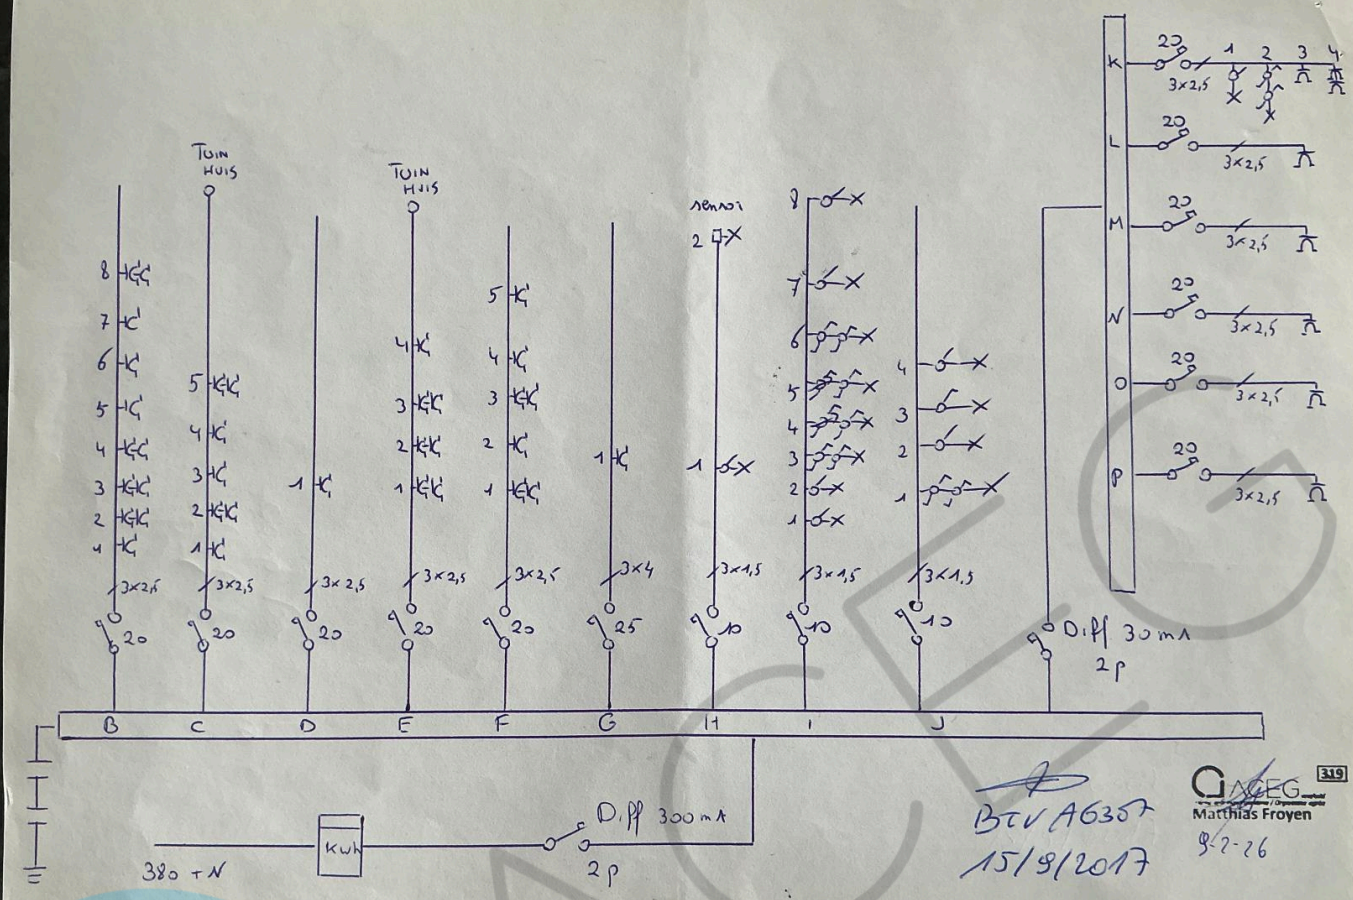 K 20 3x2,5 1 2 3 4
L 20 3x2,5
M 20 3x2,5
N 20 3x2,5
O 20 3x2,5
P 20 3x2,5
TUIN
HUIS
TUIN
HUIS
sensor
8
7
6
5
4
3
2
1
3x2,5
20
5
4
3
2
1
3x2,5
20
1
3x2,5
20
4
3
2
1
3x2,5
20
5
4
3
2
1
3x2,5
20
1
3x4
25
2
1
3x1,5
10
8
7
6
5
4
3
2
1
3x1,5
10
4
3
2
1
3x1,5
10
Diff 30mA
2p
B C D E F G H I J
380 + N
Kwh
Diff 300mA
2p
BTV AG357
15/9/2017
ACEG
319
Matthias Froyen
9-2-26
ACEG